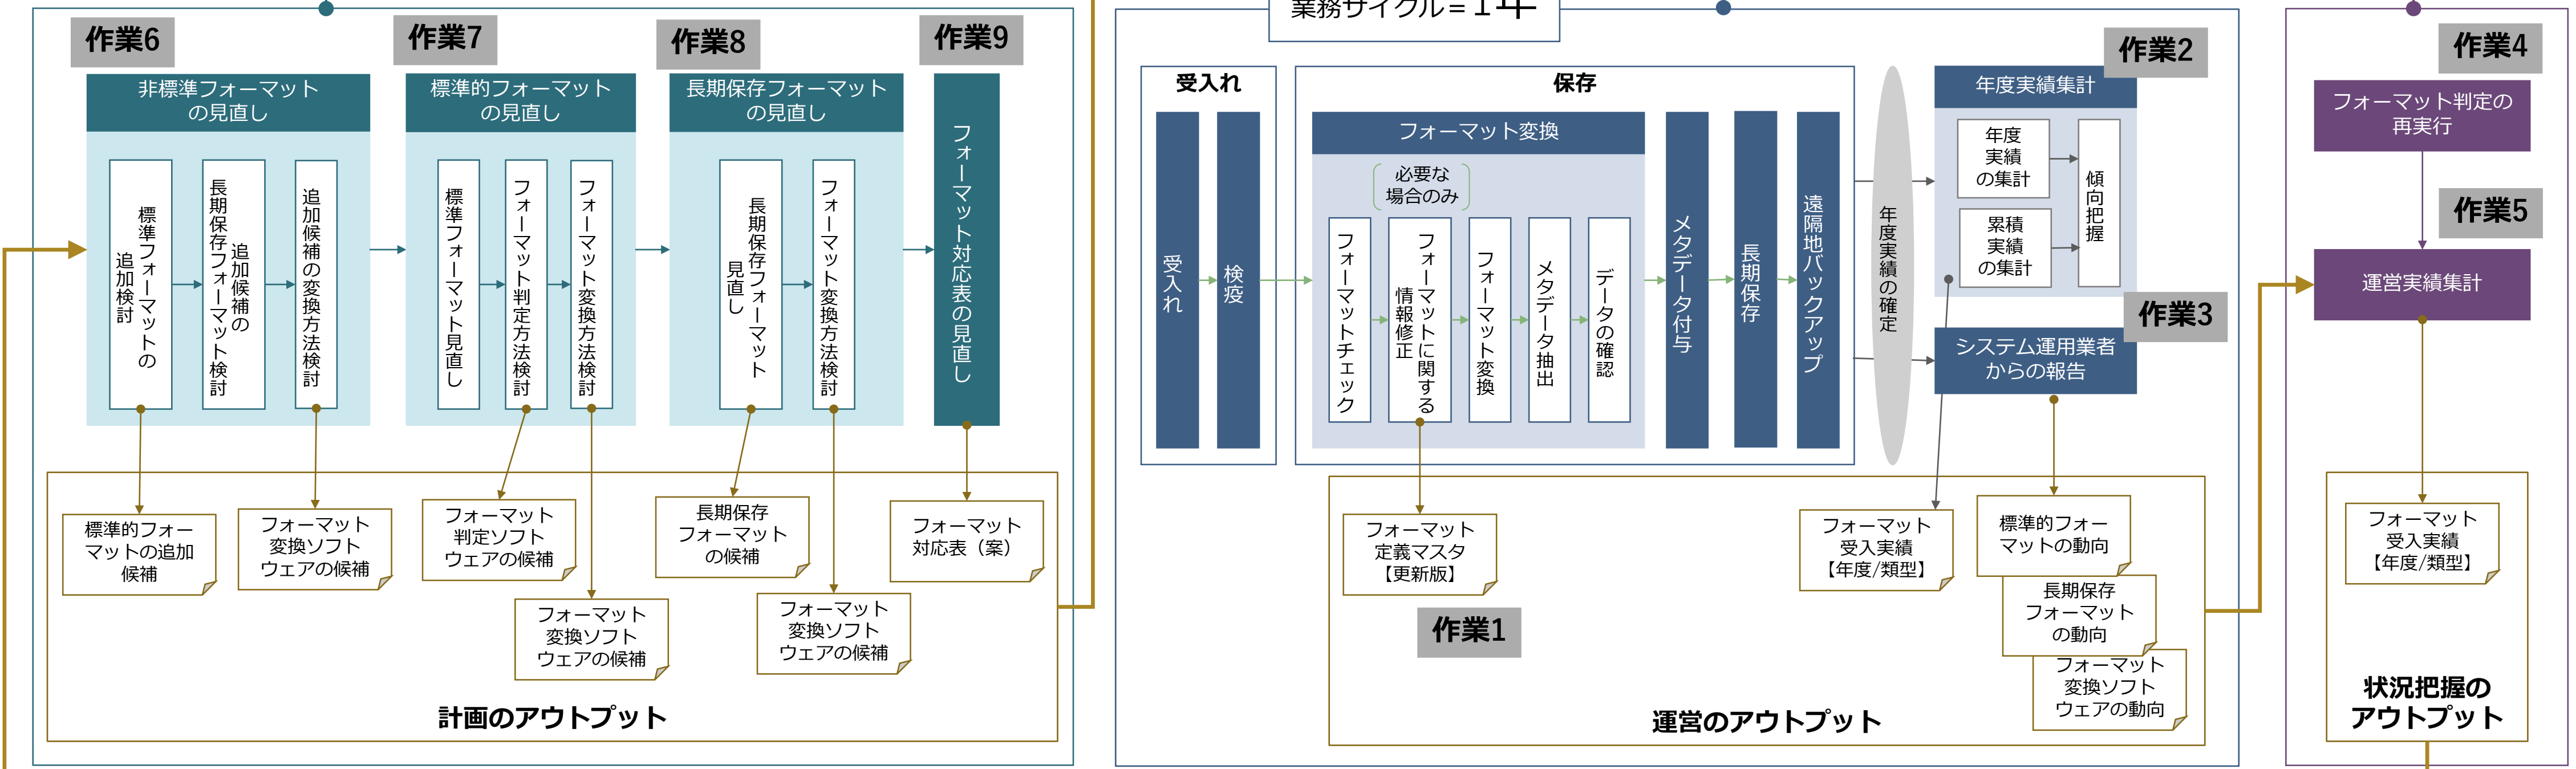 作業6
非標準フォーマット
の見直し
標準フォーマットの
追加検討
追加候補の
長期保存フォーマット検討
追加候補の変換方法検討
作業7
標準的フォーマット
の見直し
標準フォーマット見直し
フォーマット判定方法検討
フォーマット変換方法検討
作業8
長期保存フォーマット
の見直し
長期保存フォーマット
見直し
フォーマット変換方法検討
作業9
フォーマット対応表の見直し
標準的フォー
マットの追加
候補
フォーマット
変換ソフト
ウェアの候補
フォーマット
判定ソフト
ウェアの候補
フォーマット
変換ソフト
ウェアの候補
長期保存
フォーマット
の候補
フォーマット
変換ソフト
ウェアの候補
フォーマット
対応表（案）
計画のアウトプット
業務サイクル＝１年
受入れ
受入れ
検疫
保存
フォーマット変換
必要な
場合のみ
フォーマットチェック
フォーマットに関する
情報修正
フォーマット変換
メタデータ抽出
データの確認
メタデータ付与
長期保存
遠隔地バックアップ
年度実績の確定
作業2
年度実績集計
年度
実績
の集計
累積
実績
の集計
傾向把握
作業3
システム運用業者
からの報告
フォーマット
定義マスタ
【更新版】
作業1
フォーマット
受入実績
【年度/類型】
標準的フォー
マットの動向
長期保存
フォーマット
の動向
フォーマット
変換ソフト
ウェアの動向
運営のアウトプット
作業4
フォーマット判定の
再実行
作業5
運営実績集計
フォーマット
受入実績
【年度/類型】
状況把握の
アウトプット